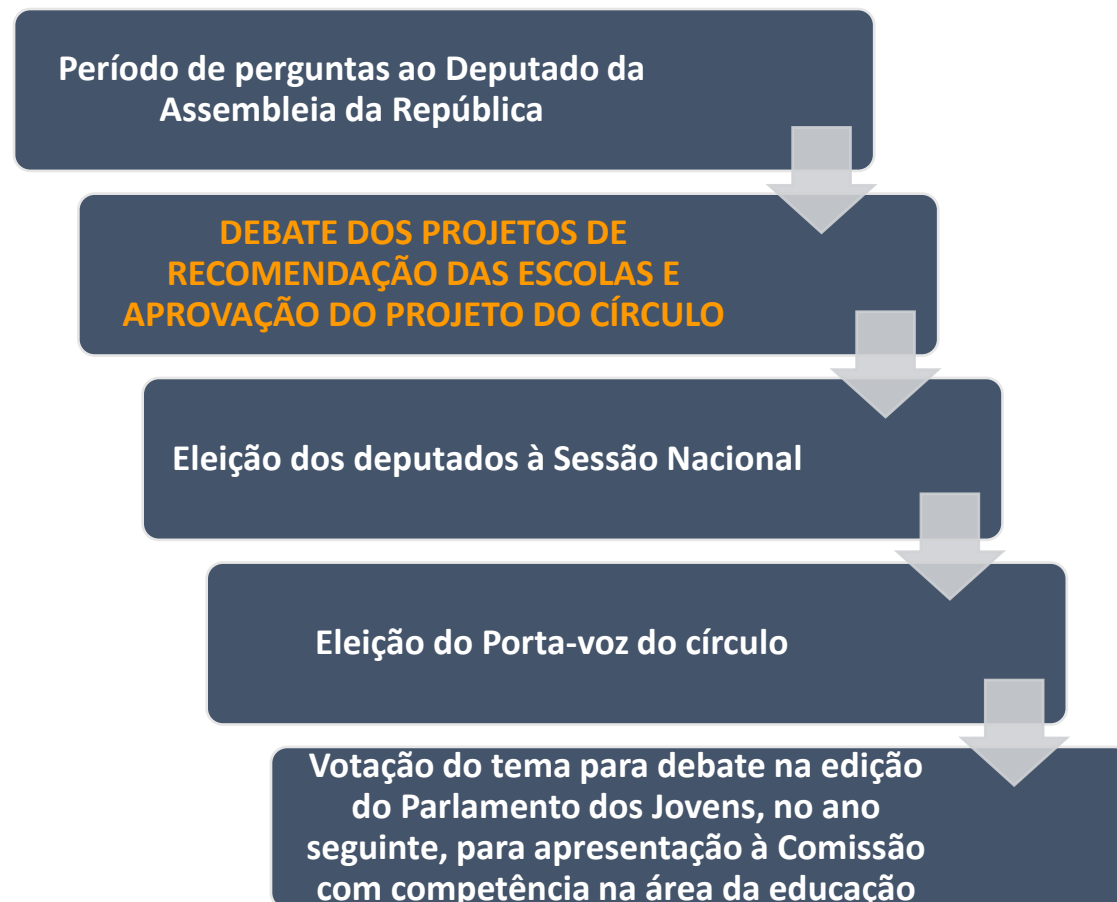 Período de perguntas ao Deputado da
Assembleia da República
DEBATE DOS PROJETOS DE
RECOMENDAÇÃO DAS ESCOLAS E
APROVAÇÃO DO PROJETO DO CÍRCULO
Eleição dos deputados à Sessão Nacional
Eleição do Porta-voz do círculo
Votação do tema para debate na edição
do Parlamento dos Jovens, no ano
seguinte, para apresentação à Comissão
com competência na área da educação